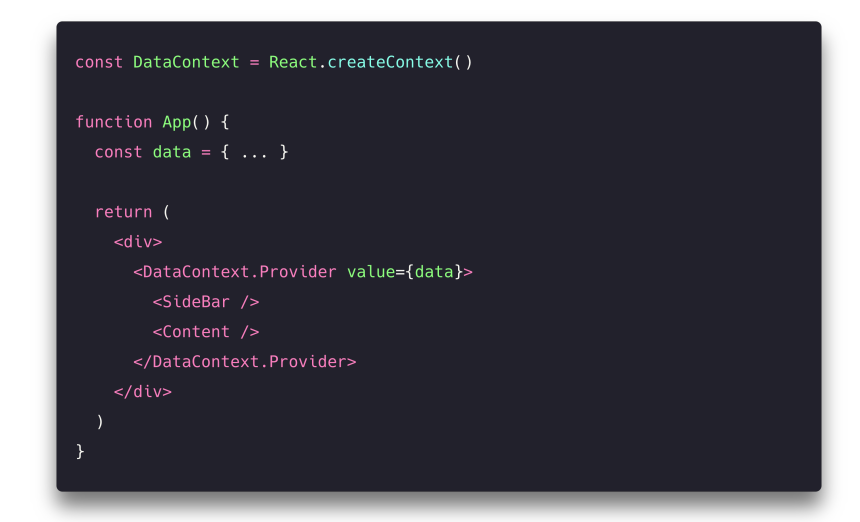 const DataContext = React.createContext()
function App() {
const data = { ... }
return (
<div>
<DataContext.Provider value={data}>
<SideBar />
<Content />
</DataContext.Provider>
</div>
)
}